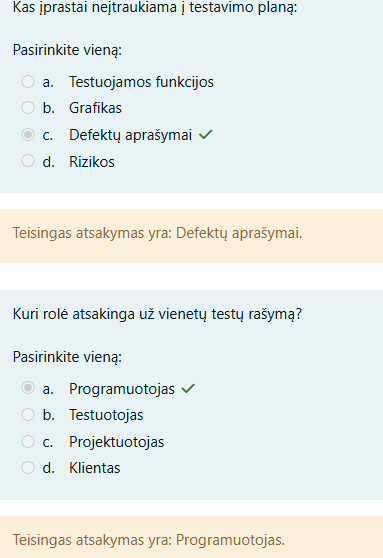 Kas įprastai neįtraukiama į testavimo planą:
Pasirinkite vieną:
a. Testuojamos funkcijos
b. Grafikas
c. Defektų aprašymai
d. Rizikos
Teisingas atsakymas yra: Defektų aprašymai.
Kuri rolė atsakinga už vienetų testų rašymą?
Pasirinkite vieną:
a. Programuotojas
b. Testuotojas
c. Projektuotojas
d. Klientas
Teisingas atsakymas yra: Programuotojas.